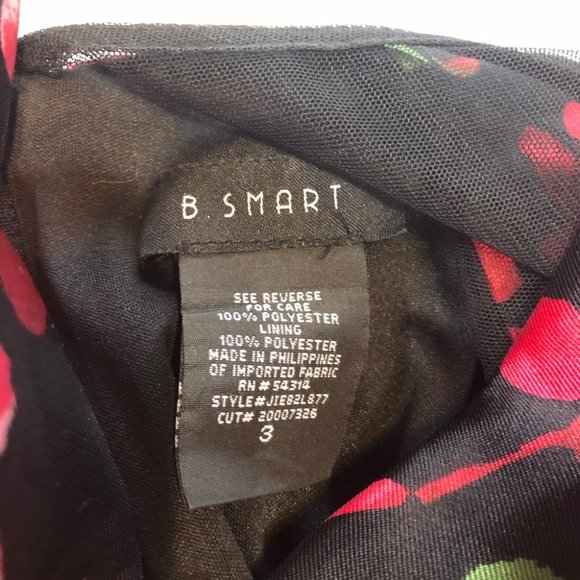 B. SMART
SEE REVERSE
FOR CARE
100% POLYESTER
LINING
100% POLYESTER
MADE IN PHILIPPINES
OF IMPORTED FABRIC
RN # 54314
STYLE#JIE82L877
CUT# 20007326
3